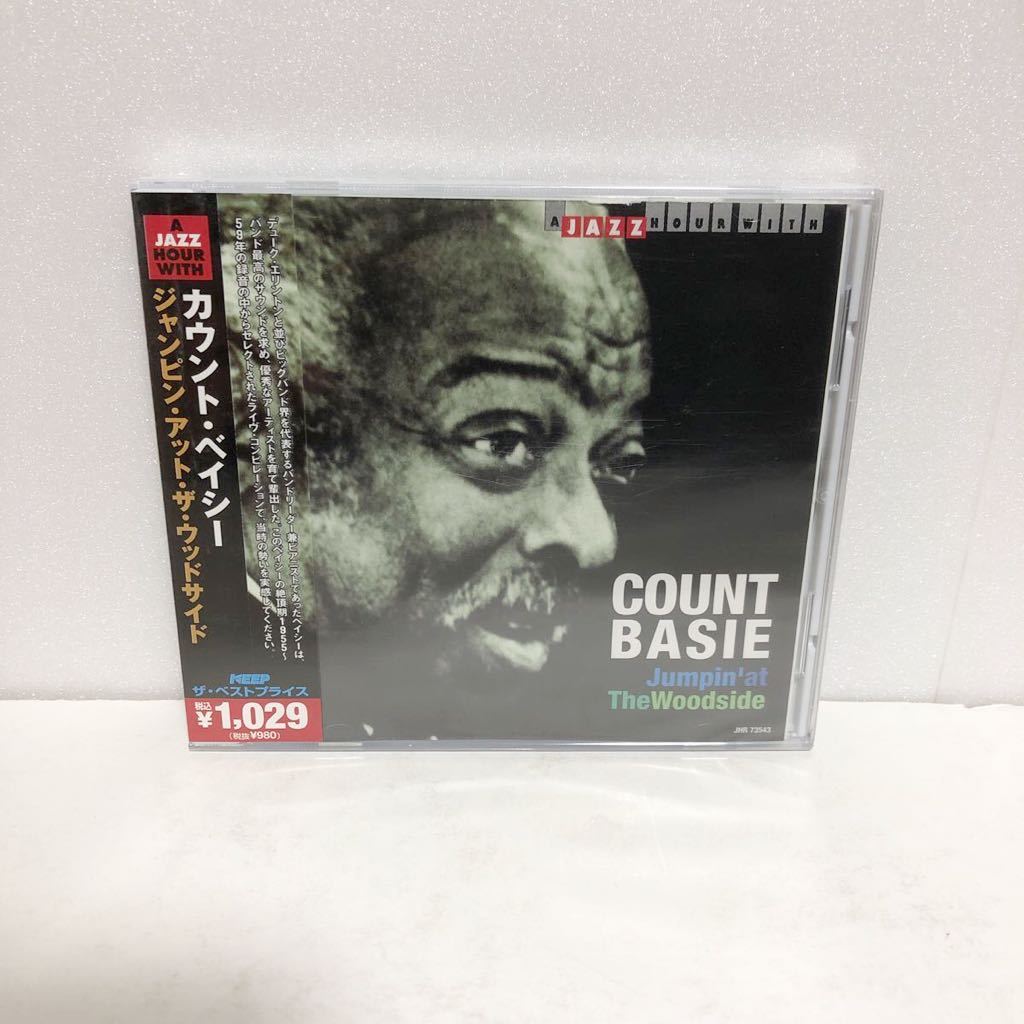 A
JAZZ
HOUR
WITH
カウント・ベイシー
ジャンピン・アット・ザ・ウッドサイド
デューク・エリントンと並びビッグバンド界を代表するバンドリーダー兼ピアニストであったベイシーは、
バンド最高のサウンドを求め、優秀なアーティストを育て輩出した。このベイシーの絶頂期1955〜
59年の録音の中からセレクトされたライヴ・コンピレーションで、当時の勢いを実感してください。
KEEP
ザ・ベストプライス
税込
¥1,029
(税抜¥980)
A JAZZ HOUR WITH
COUNT
BASIE
Jumpin'at
TheWoodside
JHR 73543